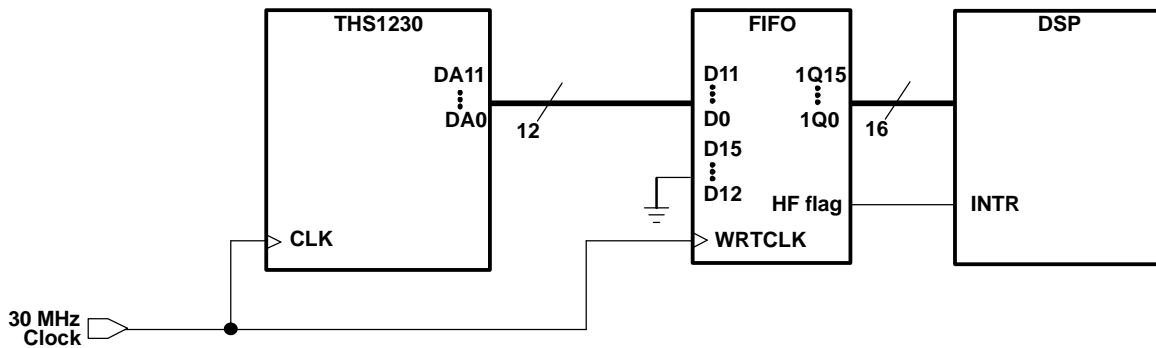 THS1230
DA11
DA0
CLK
12
FIFO
D11
D0
D15
D12
1Q15
1Q0
HF flag
WRTCLK
16
DSP
INTR
30 MHz
Clock